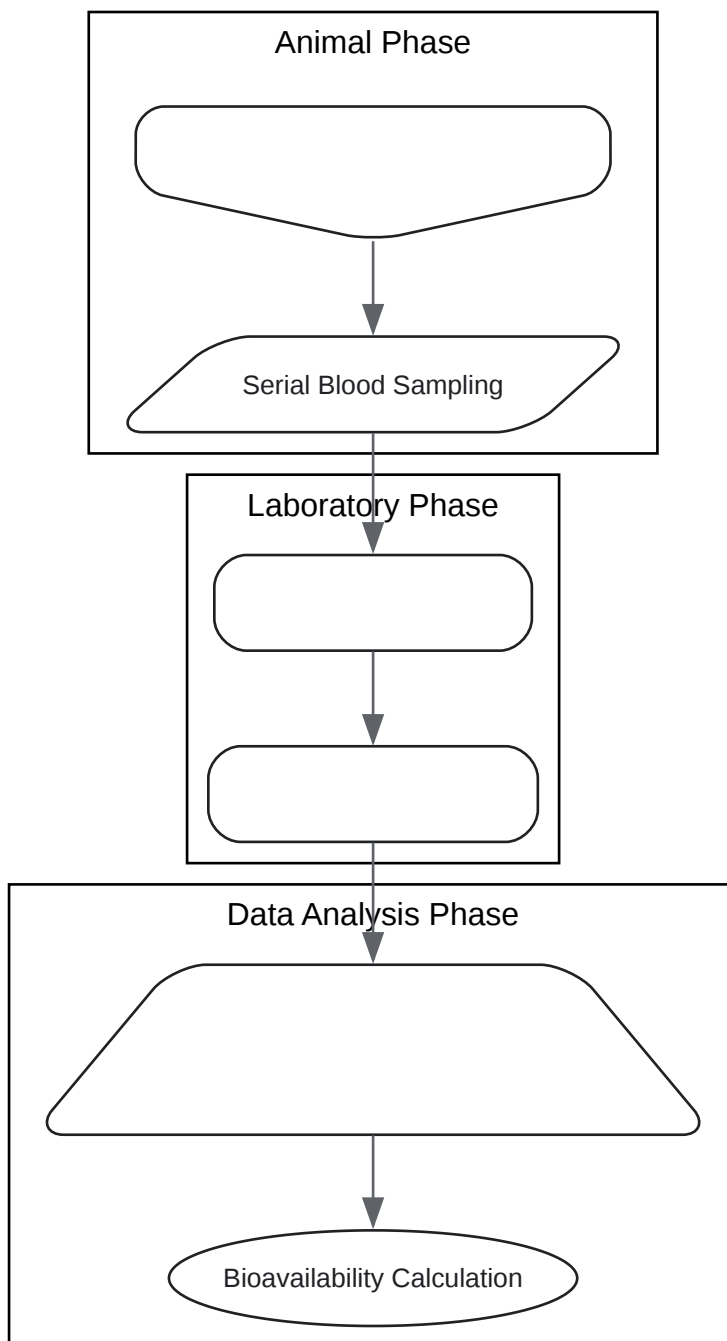 Animal Phase
Serial Blood Sampling
Laboratory Phase
Data Analysis Phase
Bioavailability Calculation